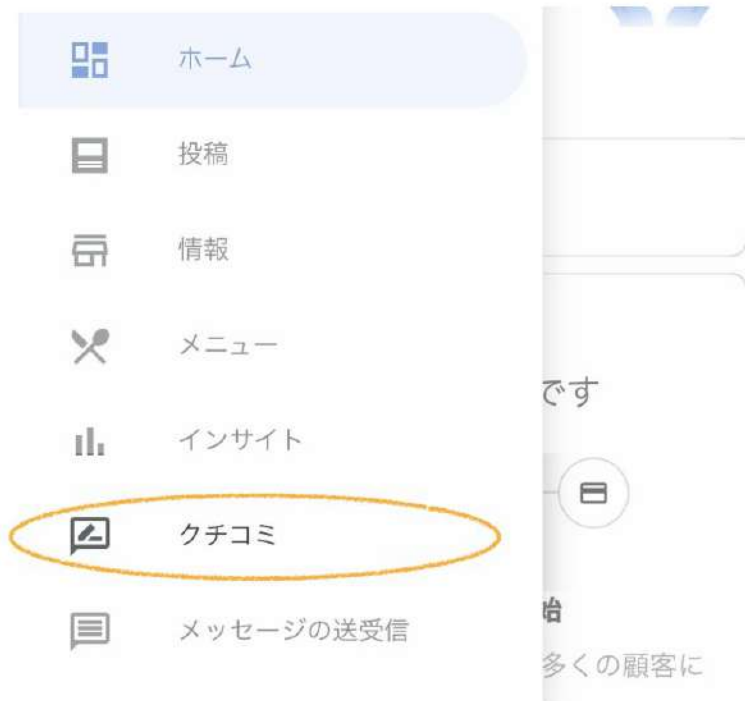 ホーム
投稿
情報
メニュー
インサイト
クチコミ
メッセージの送受信
です
始
多くの顧客に